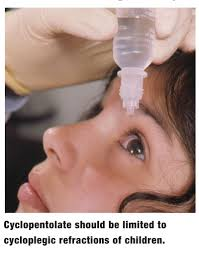 Cyclopentolate should be limited to
cycloplegic refractions of children.